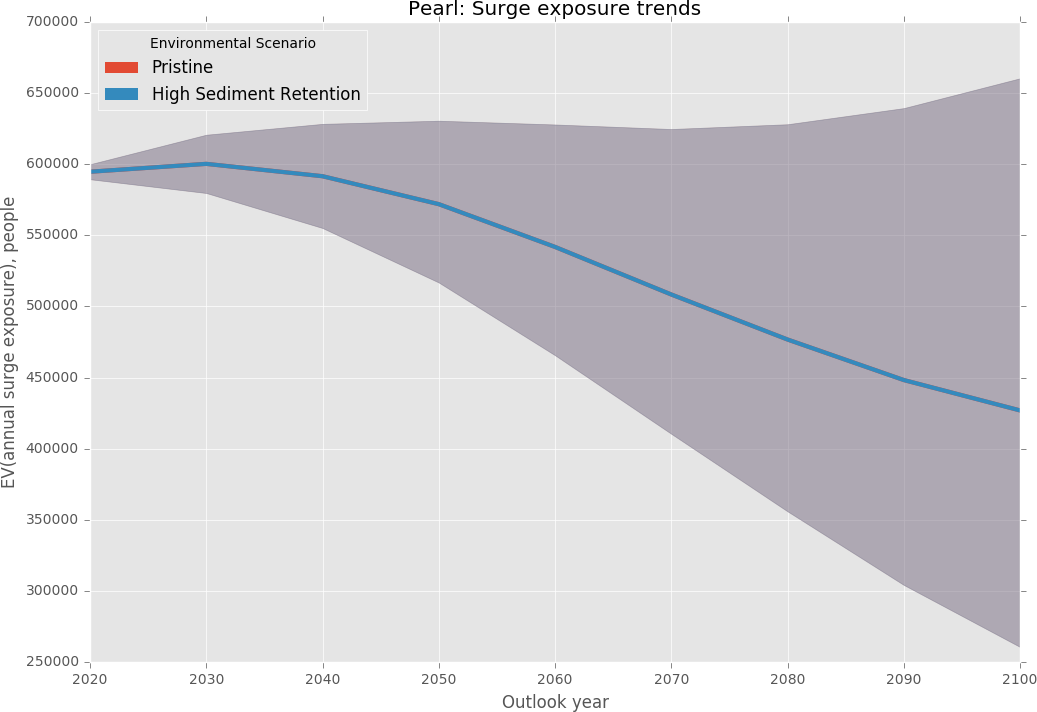 Pearl: Surge exposure trends
Environmental Scenario
Pristine
High Sediment Retention
700000
650000
600000
550000
500000
450000
400000
350000
300000
250000
EV(annual surge exposure), people
2020 2030 2040 2050 2060 2070 2080 2090 2100
Outlook year